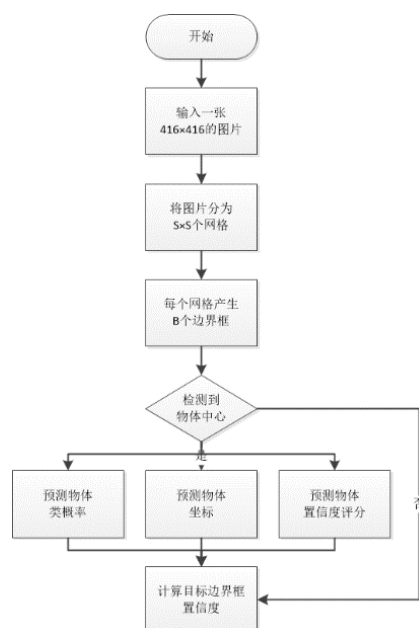 开始
输入一张
416×416的图片
将图片分为
S×S个网格
每个网格产生
B个边界框
检测到
物体中心
是
预测物体
类概率
预测物体
坐标
预测物体
置信度评分
否
计算目标边界框
置信度